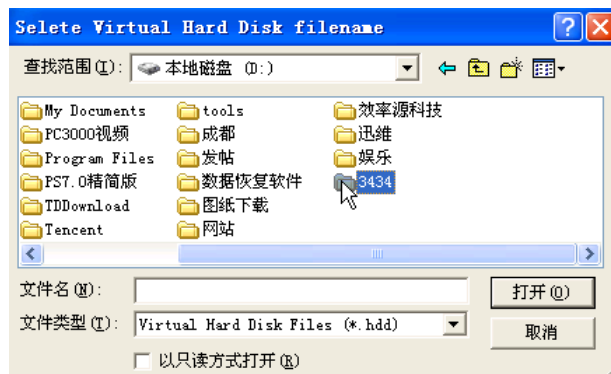 Selete Virtual Hard Disk filename
查找范围(I): 本地磁盘 (D:)
My Documents tools 效率源科技
PC3000视频 成都 迅维
Program Files 发帖 娱乐
PS7.0精简版 数据恢复软件 3434
TDDownload 图纸下载
Tencent 网站
文件名(N): 打开(O)
文件类型(T): Virtual Hard Disk Files (*.hdd) 取消
以只读方式打开(R)